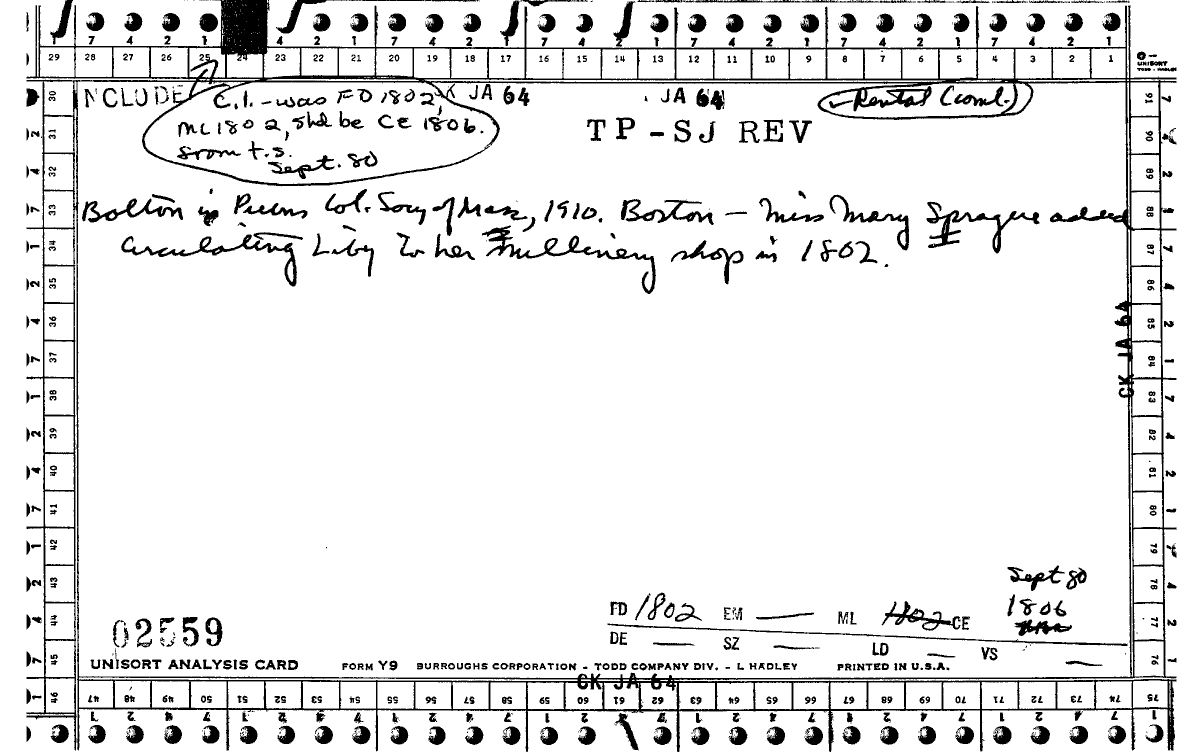 7 4 2 1 4 2 1 7 4 2 1 7 4 2 1 7 4 2 1 7 4 2 1 7 4 2 1
29 28 27 26 25 24 23 22 21 20 19 18 17 16 15 14 13 12 11 10 9 8 7 6 5 4 3 2 1
UNISORT
TODD - HADLEY
NCLUDE
C.I. - was FD 1802,
ML 1802, shd be CE 1806.
from t.s.
Sept. 80
JA 64
JA 64
Rental (coml.)
TP-SJ REV
Bolton in Pubns Col. Socy of Mass, 1910. Boston - Miss Mary Sprague added
Circulating Liby to her millinery shop in 1802.
30 31 32 33 34 35 36 37 38 39 40 41 42 43 44 45 46
91 90 89 88 87 86 85 84 83 82 81 80 79 78 77 76
CK JA 64
Sept 80
FD 1802 EM — ML 1802 CE 1806
DE — SZ — LD — VS —
02559
UNISORT ANALYSIS CARD FORM Y9 BURROUGHS CORPORATION - TODD COMPANY DIV. - L HADLEY PRINTED IN U.S.A.
CK JA 64
47 48 49 50 51 52 53 54 55 56 57 58 59 60 61 62 63 64 65 66 67 68 69 70 71 72 73 74 75